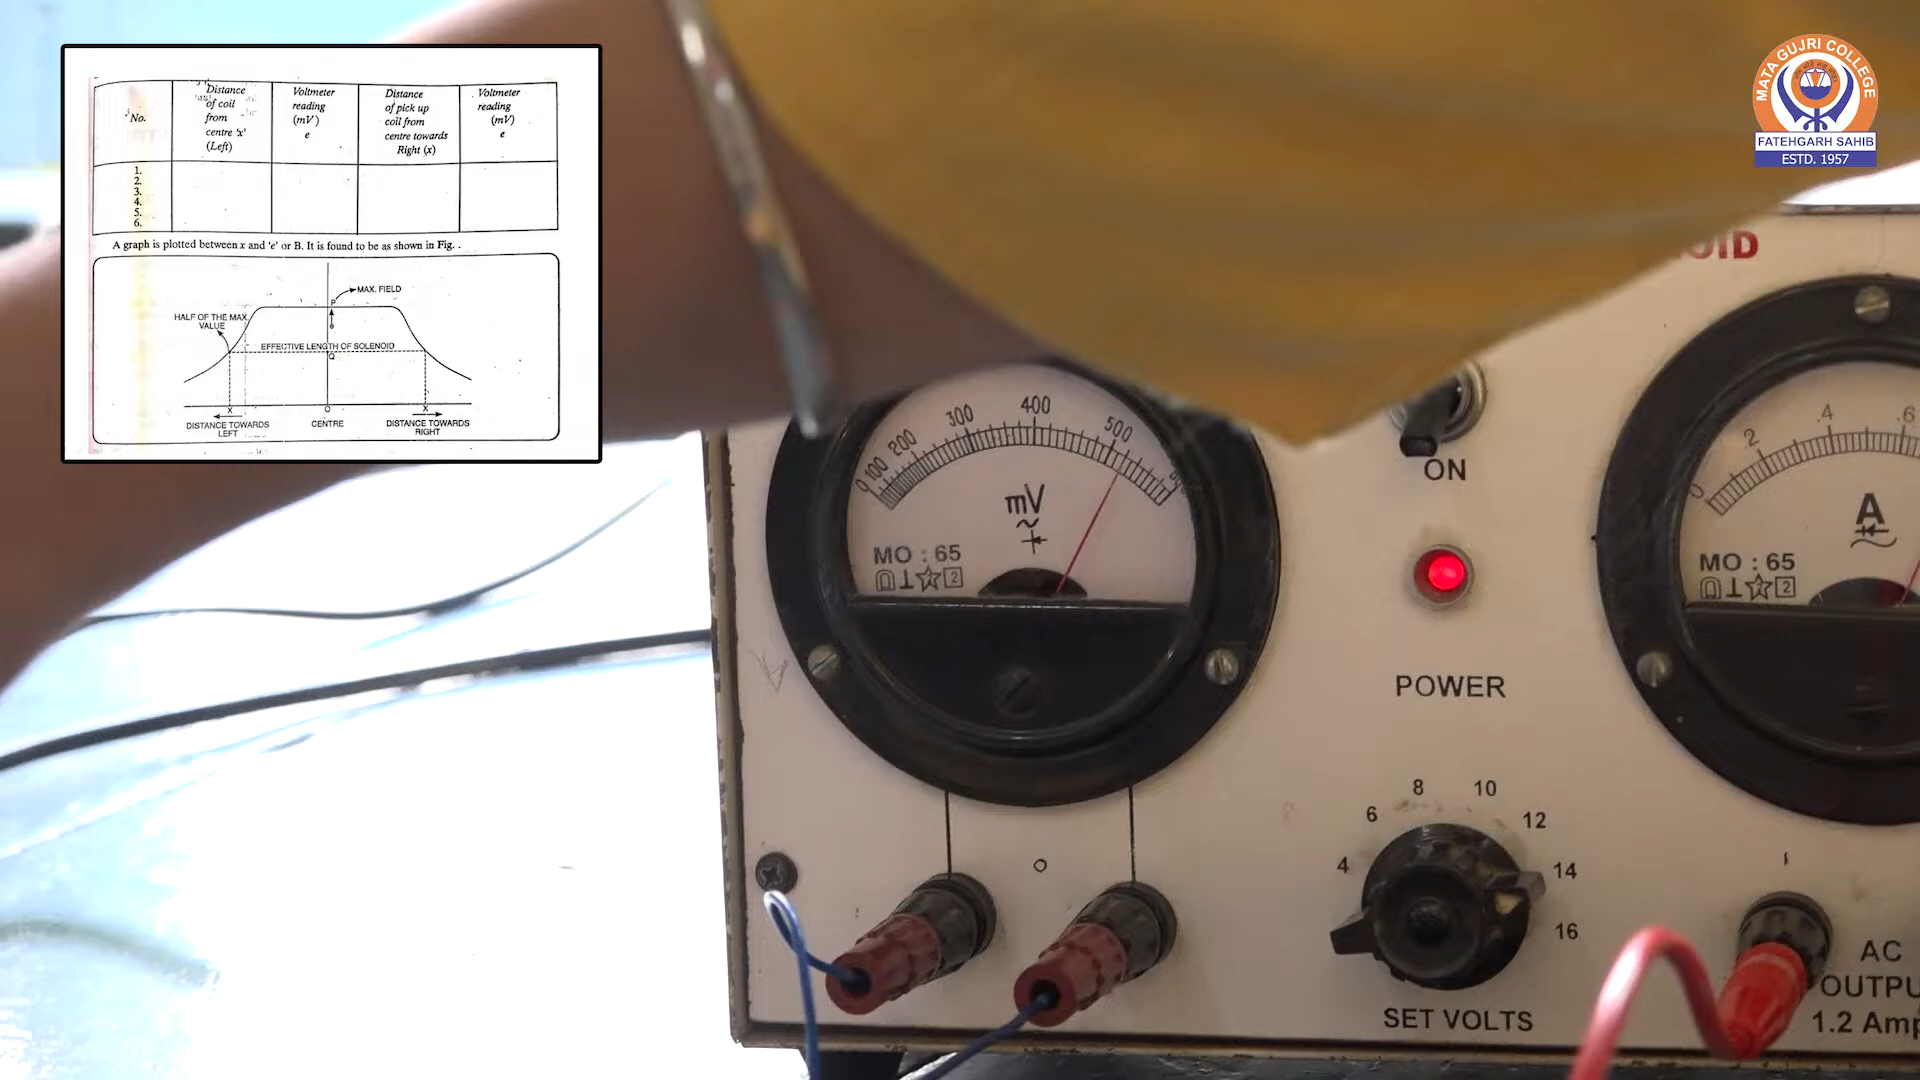 No.
Distance
of coil
from
centre 'x'
(Left)
Voltmeter
reading
(mV)
e
Distance
of pick up
coil from
centre towards
Right (x)
Voltmeter
reading
(mV)
e
1.
2.
3.
4.
5.
6.
A graph is plotted between x and 'e' or B. It is found to be as shown in Fig. .
P
MAX. FIELD
HALF OF THE MAX.
VALUE
EFFECTIVE LENGTH OF SOLENOID
Q
X
O
X
DISTANCE TOWARDS
LEFT
CENTRE
DISTANCE TOWARDS
RIGHT
MATA GUJRI COLLEGE
FATEHGARH SAHIB
ESTD. 1957
OID
0 100 200 300 400 500
mV
MO : 65
2
ON
POWER
0 .2 .4 .6
A
MO : 65
2
4 6 8 10 12 14 16
SET VOLTS
AC
OUTPU
1.2 Amp